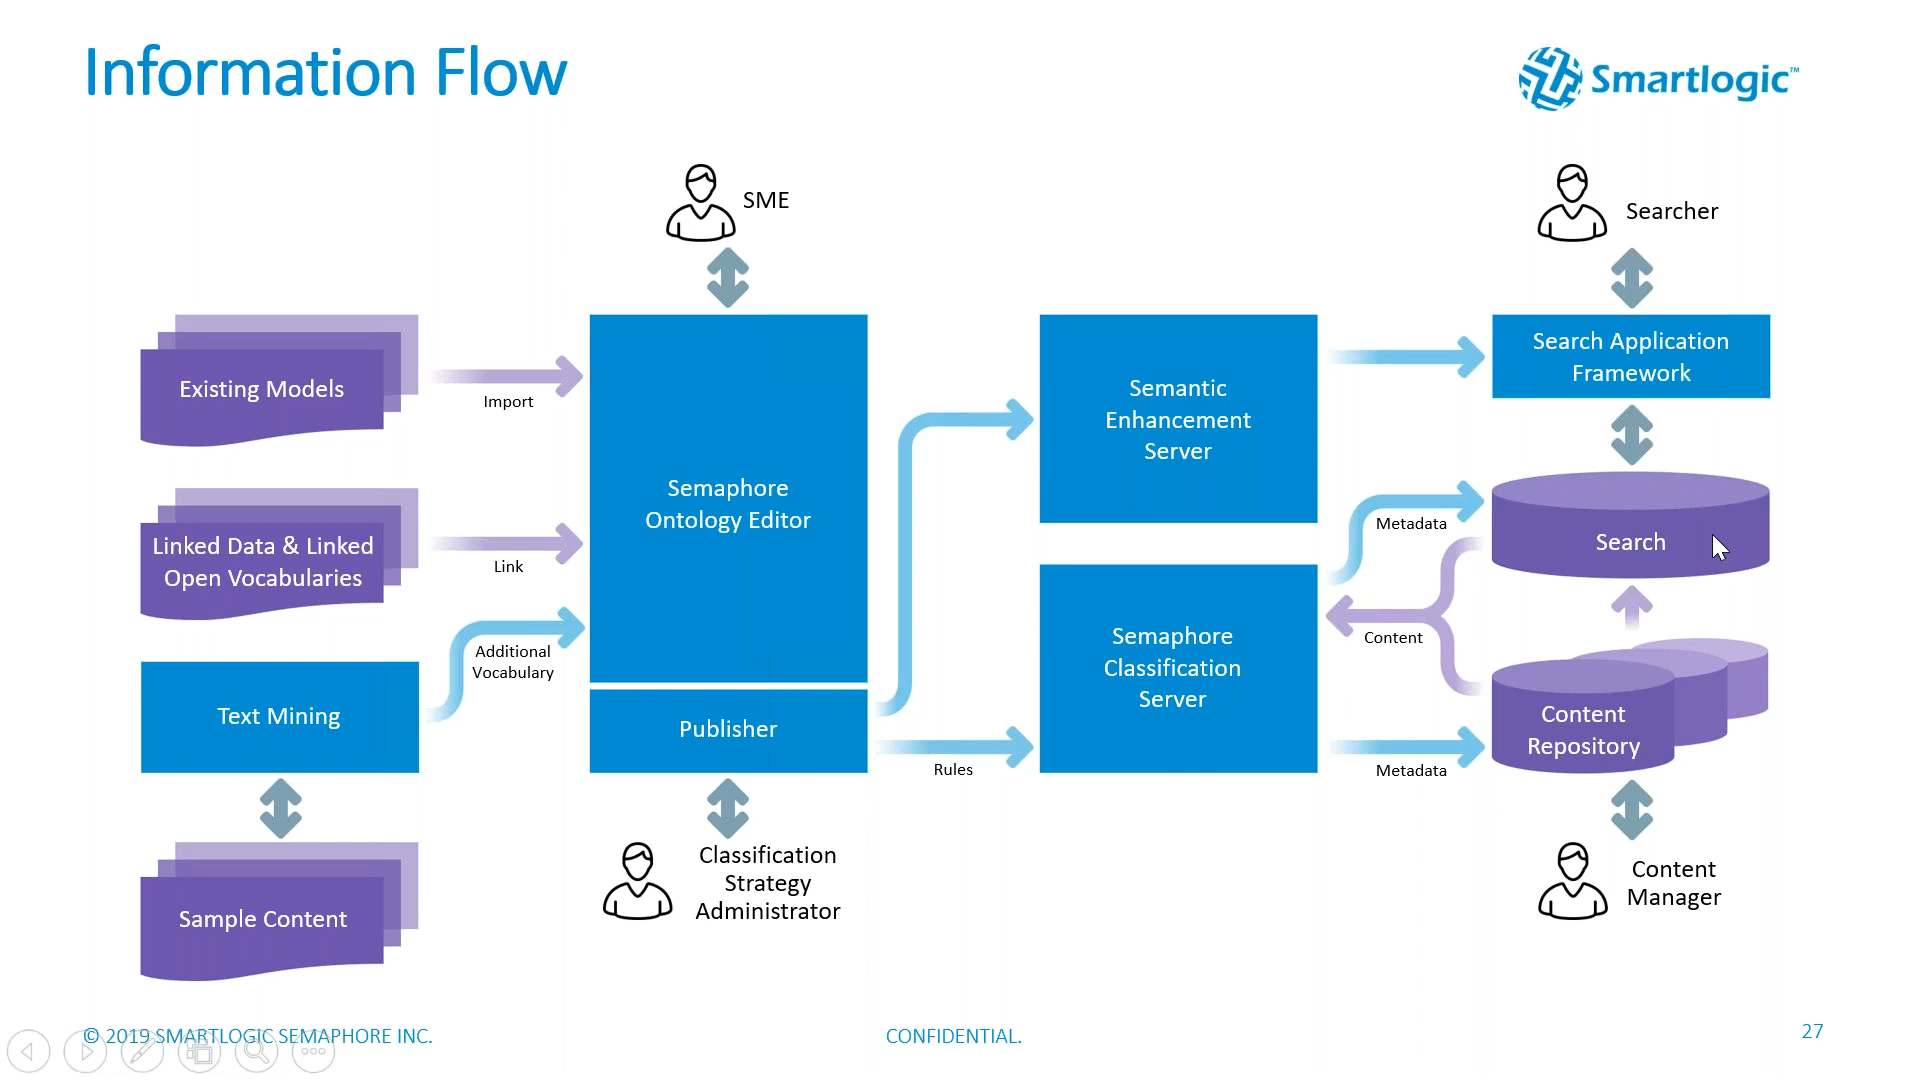 Information Flow
Smartlogic™
SME
Searcher
Existing Models
Import
Linked Data & Linked
Open Vocabularies
Link
Text Mining
Additional
Vocabulary
Sample Content
Semaphore
Ontology Editor
Publisher
Classification
Strategy
Administrator
Rules
Semantic
Enhancement
Server
Semaphore
Classification
Server
Metadata
Content
Metadata
Search Application
Framework
Search
Content
Repository
Content
Manager
© 2019 SMARTLOGIC SEMAPHORE INC.
CONFIDENTIAL.
27